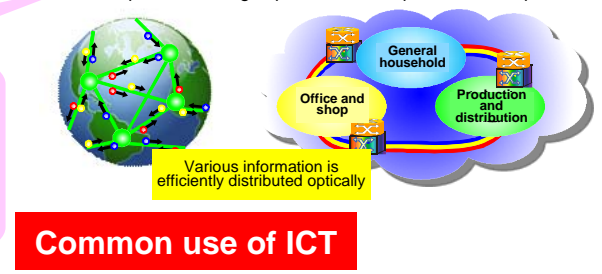 General
household
Office and
shop
Production
and
distribution
Various information is
efficiently distributed optically
Common use of ICT